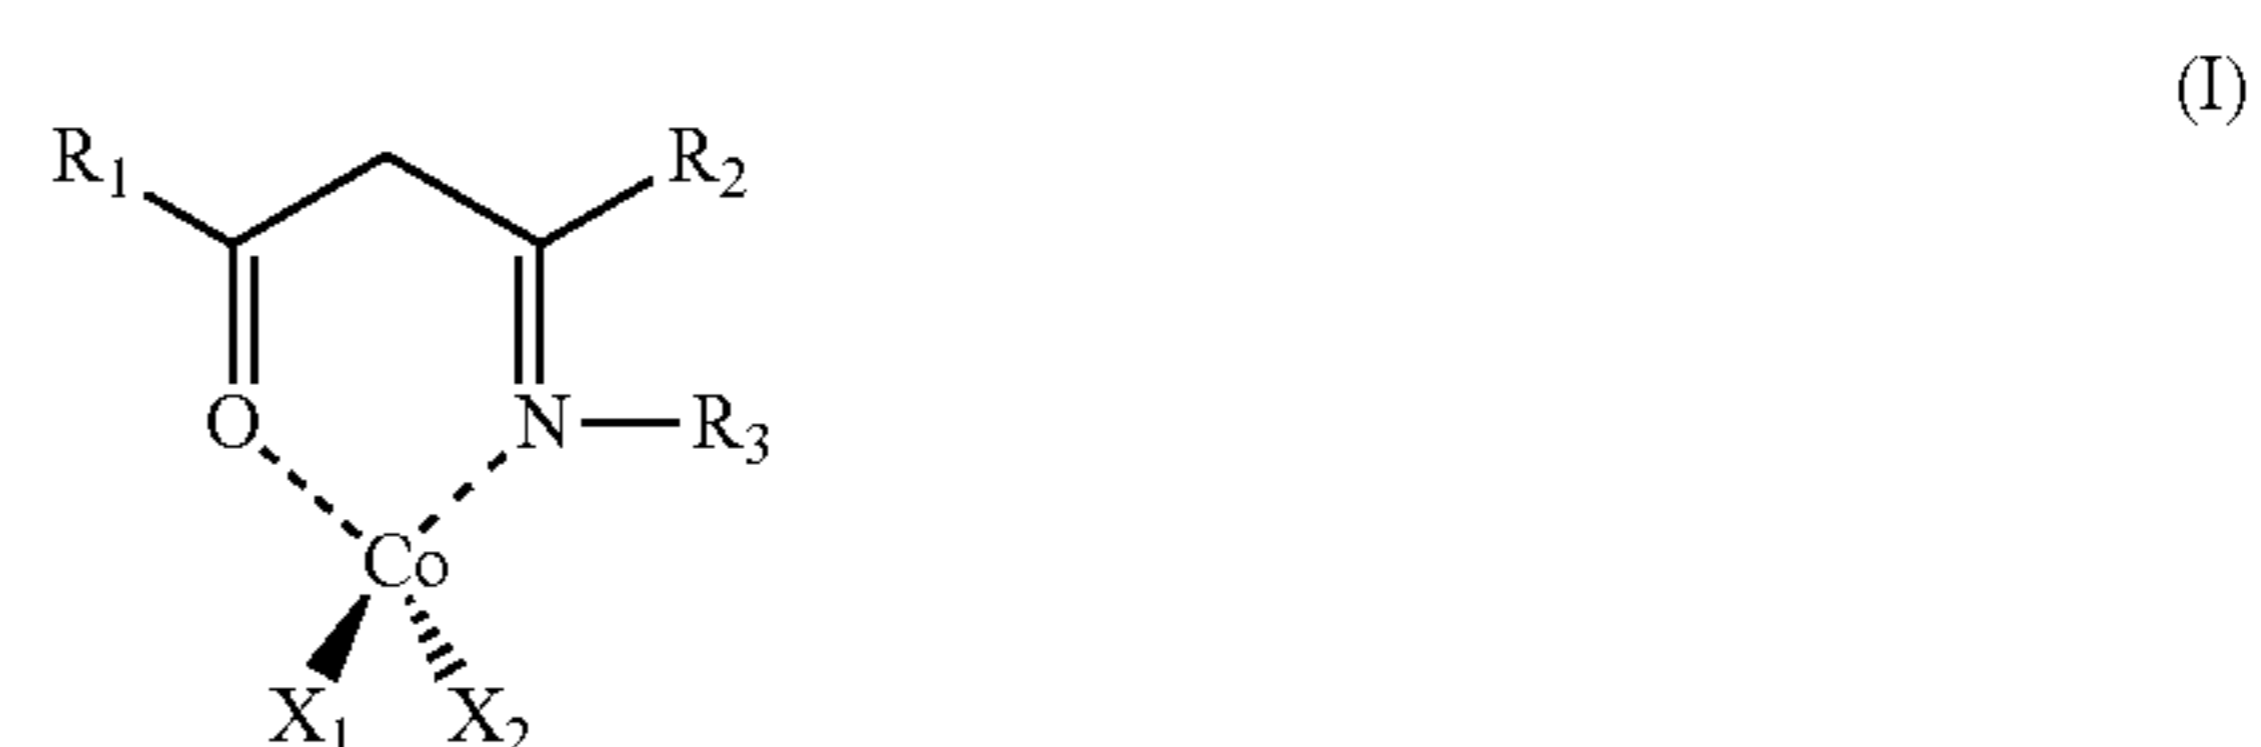 (I)
R₁ R₂
O N R₃
Co
X₁ X₂